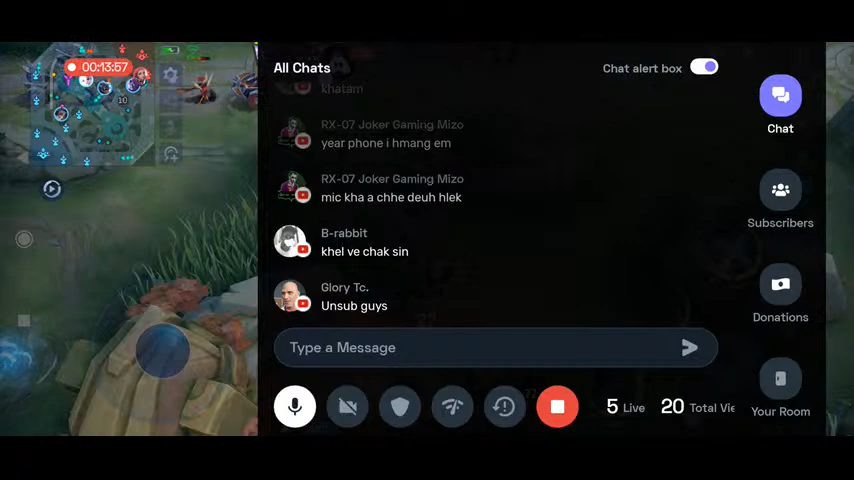 00:13:57
10
All Chats
Chat alert box
khatam
RX-07 Joker Gaming Mizo
year phone i hmang em
RX-07 Joker Gaming Mizo
mic kha a chhe deuh hlek
B-rabbit
khel ve chak sin
Glory Tc.
Unsub guys
Type a Message
5 Live
20 Total Vie
Chat
Subscribers
Donations
Your Room